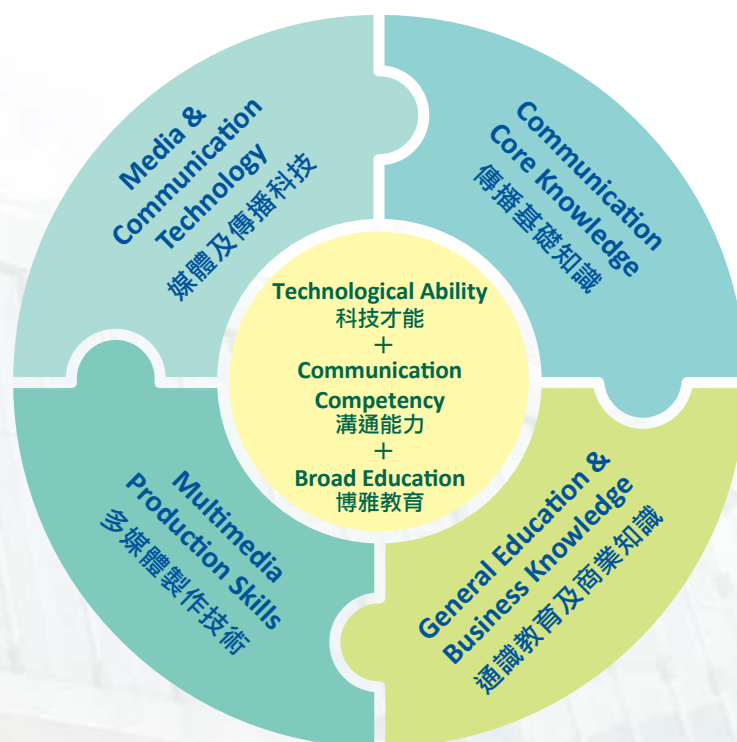 Media &
Communication
Technology
媒體及傳播科技
Communication
Core Knowledge
傳播基礎知識
Technological Ability
科技才能
+
Communication
Competency
溝通能力
+
Broad Education
博雅教育
Multimedia
Production Skills
多媒體製作技術
General Education &
Business Knowledge
通識教育及商業知識